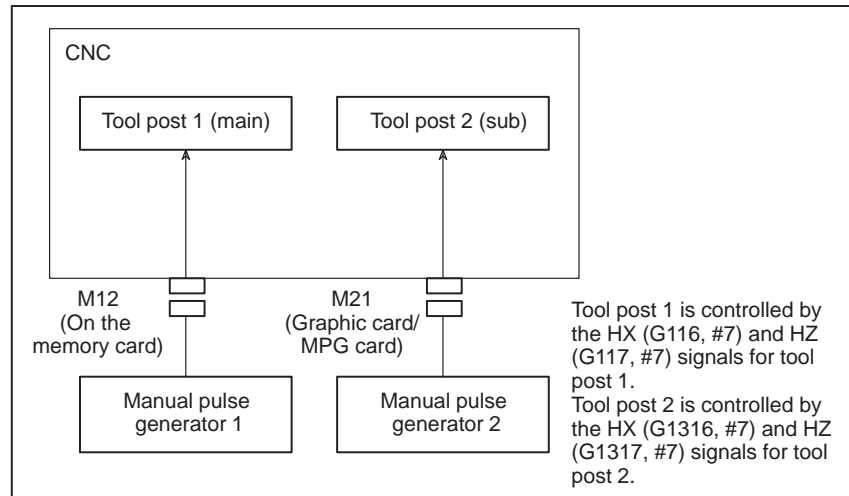 CNC
Tool post 1 (main)
Tool post 2 (sub)
M12
(On the
memory card)
M21
(Graphic card/
MPG card)
Manual pulse
generator 1
Manual pulse
generator 2
Tool post 1 is controlled by
the HX (G116, #7) and HZ
(G117, #7) signals for tool
post 1.
Tool post 2 is controlled by
the HX (G1316, #7) and HZ
(G1317, #7) signals for tool
post 2.